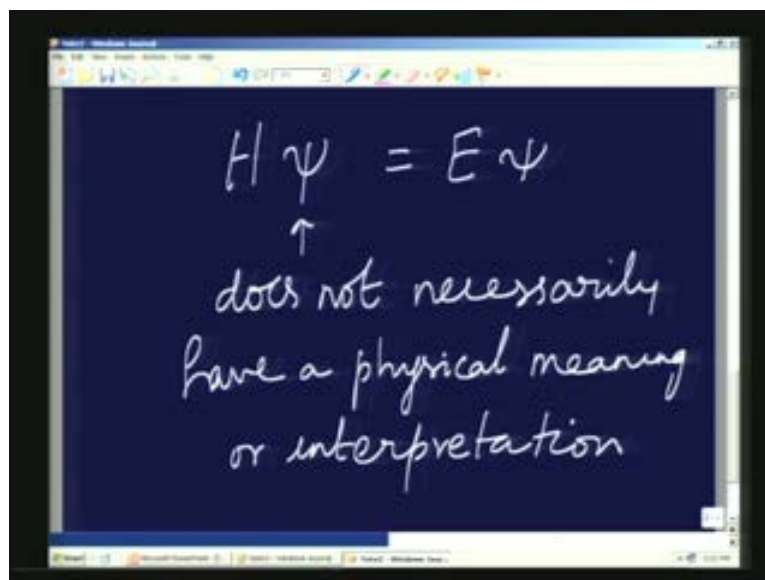 Hψ = Eψ
↑
does not necessarily
have a physical meaning
or interpretation